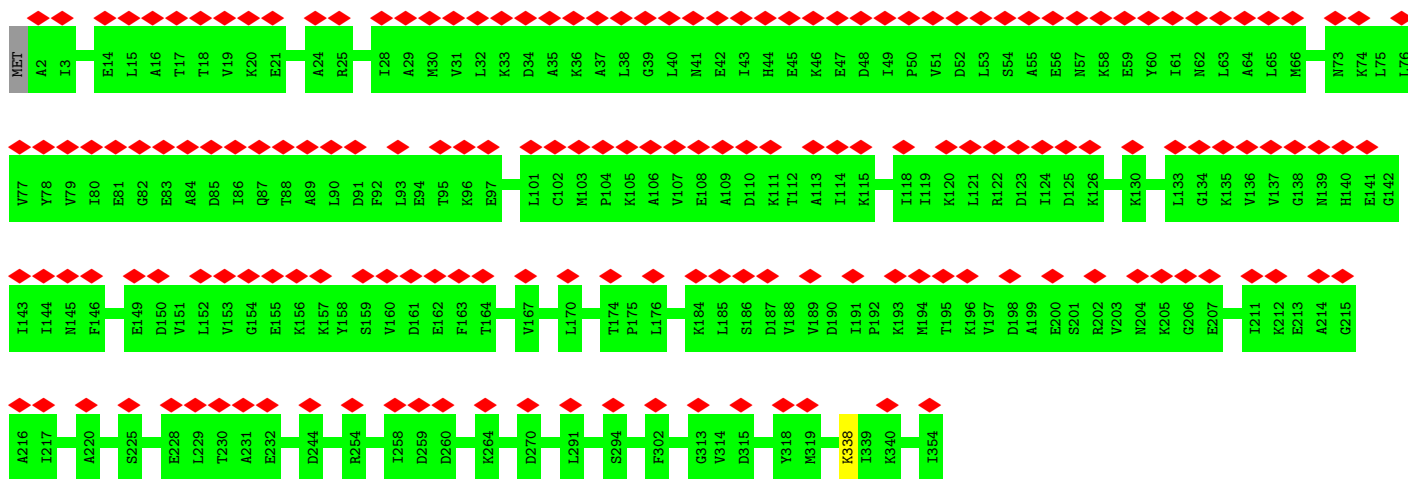 MET A2 I3 E14 L15 A16 T17 T18 V19 K20 E21 A24 R25 I28 A29 M30 V31 L32 K33 D34 A35 K36 A37 L38 G39 L40 N41 E42 I43 H44 E45 K46 E47 D48 I49 P50 V51 D52 L53 S54 A55 E56 N57 K58 E59 Y60 I61 N62 L63 A64 L65 M66 N73 K74 L75 L76
V77 Y78 V79 I80 E81 G82 E83 A84 D85 I86 Q87 T88 A89 L90 D91 F92 L93 E94 T95 K96 E97 L101 C102 M103 P104 K105 A106 V107 E108 A109 D110 K111 T112 A113 I114 K115 I118 I119 K120 L121 R122 D123 I124 D125 K126 K130 L133 G134 K135 V136 V137 G138 N139 H140 E141 G142
I143 I144 N145 F146 E149 D150 V151 L152 V153 G154 E155 K156 K157 Y158 S159 V160 D161 E162 F163 T164 V167 L170 T174 P175 L176 K184 L185 S186 D187 V188 V189 D190 I191 P192 K193 M194 T195 K196 V197 D198 A199 E200 S201 R202 V203 N204 K205 G206 E207 I211 K212 E213 A214 G215
A216 I217 A220 S225 E228 L229 T230 A231 E232 D244 R254 I258 D259 D260 K264 D270 L291 S294 F302 G313 V314 D315 Y318 M319 K338 I339 K340 I354